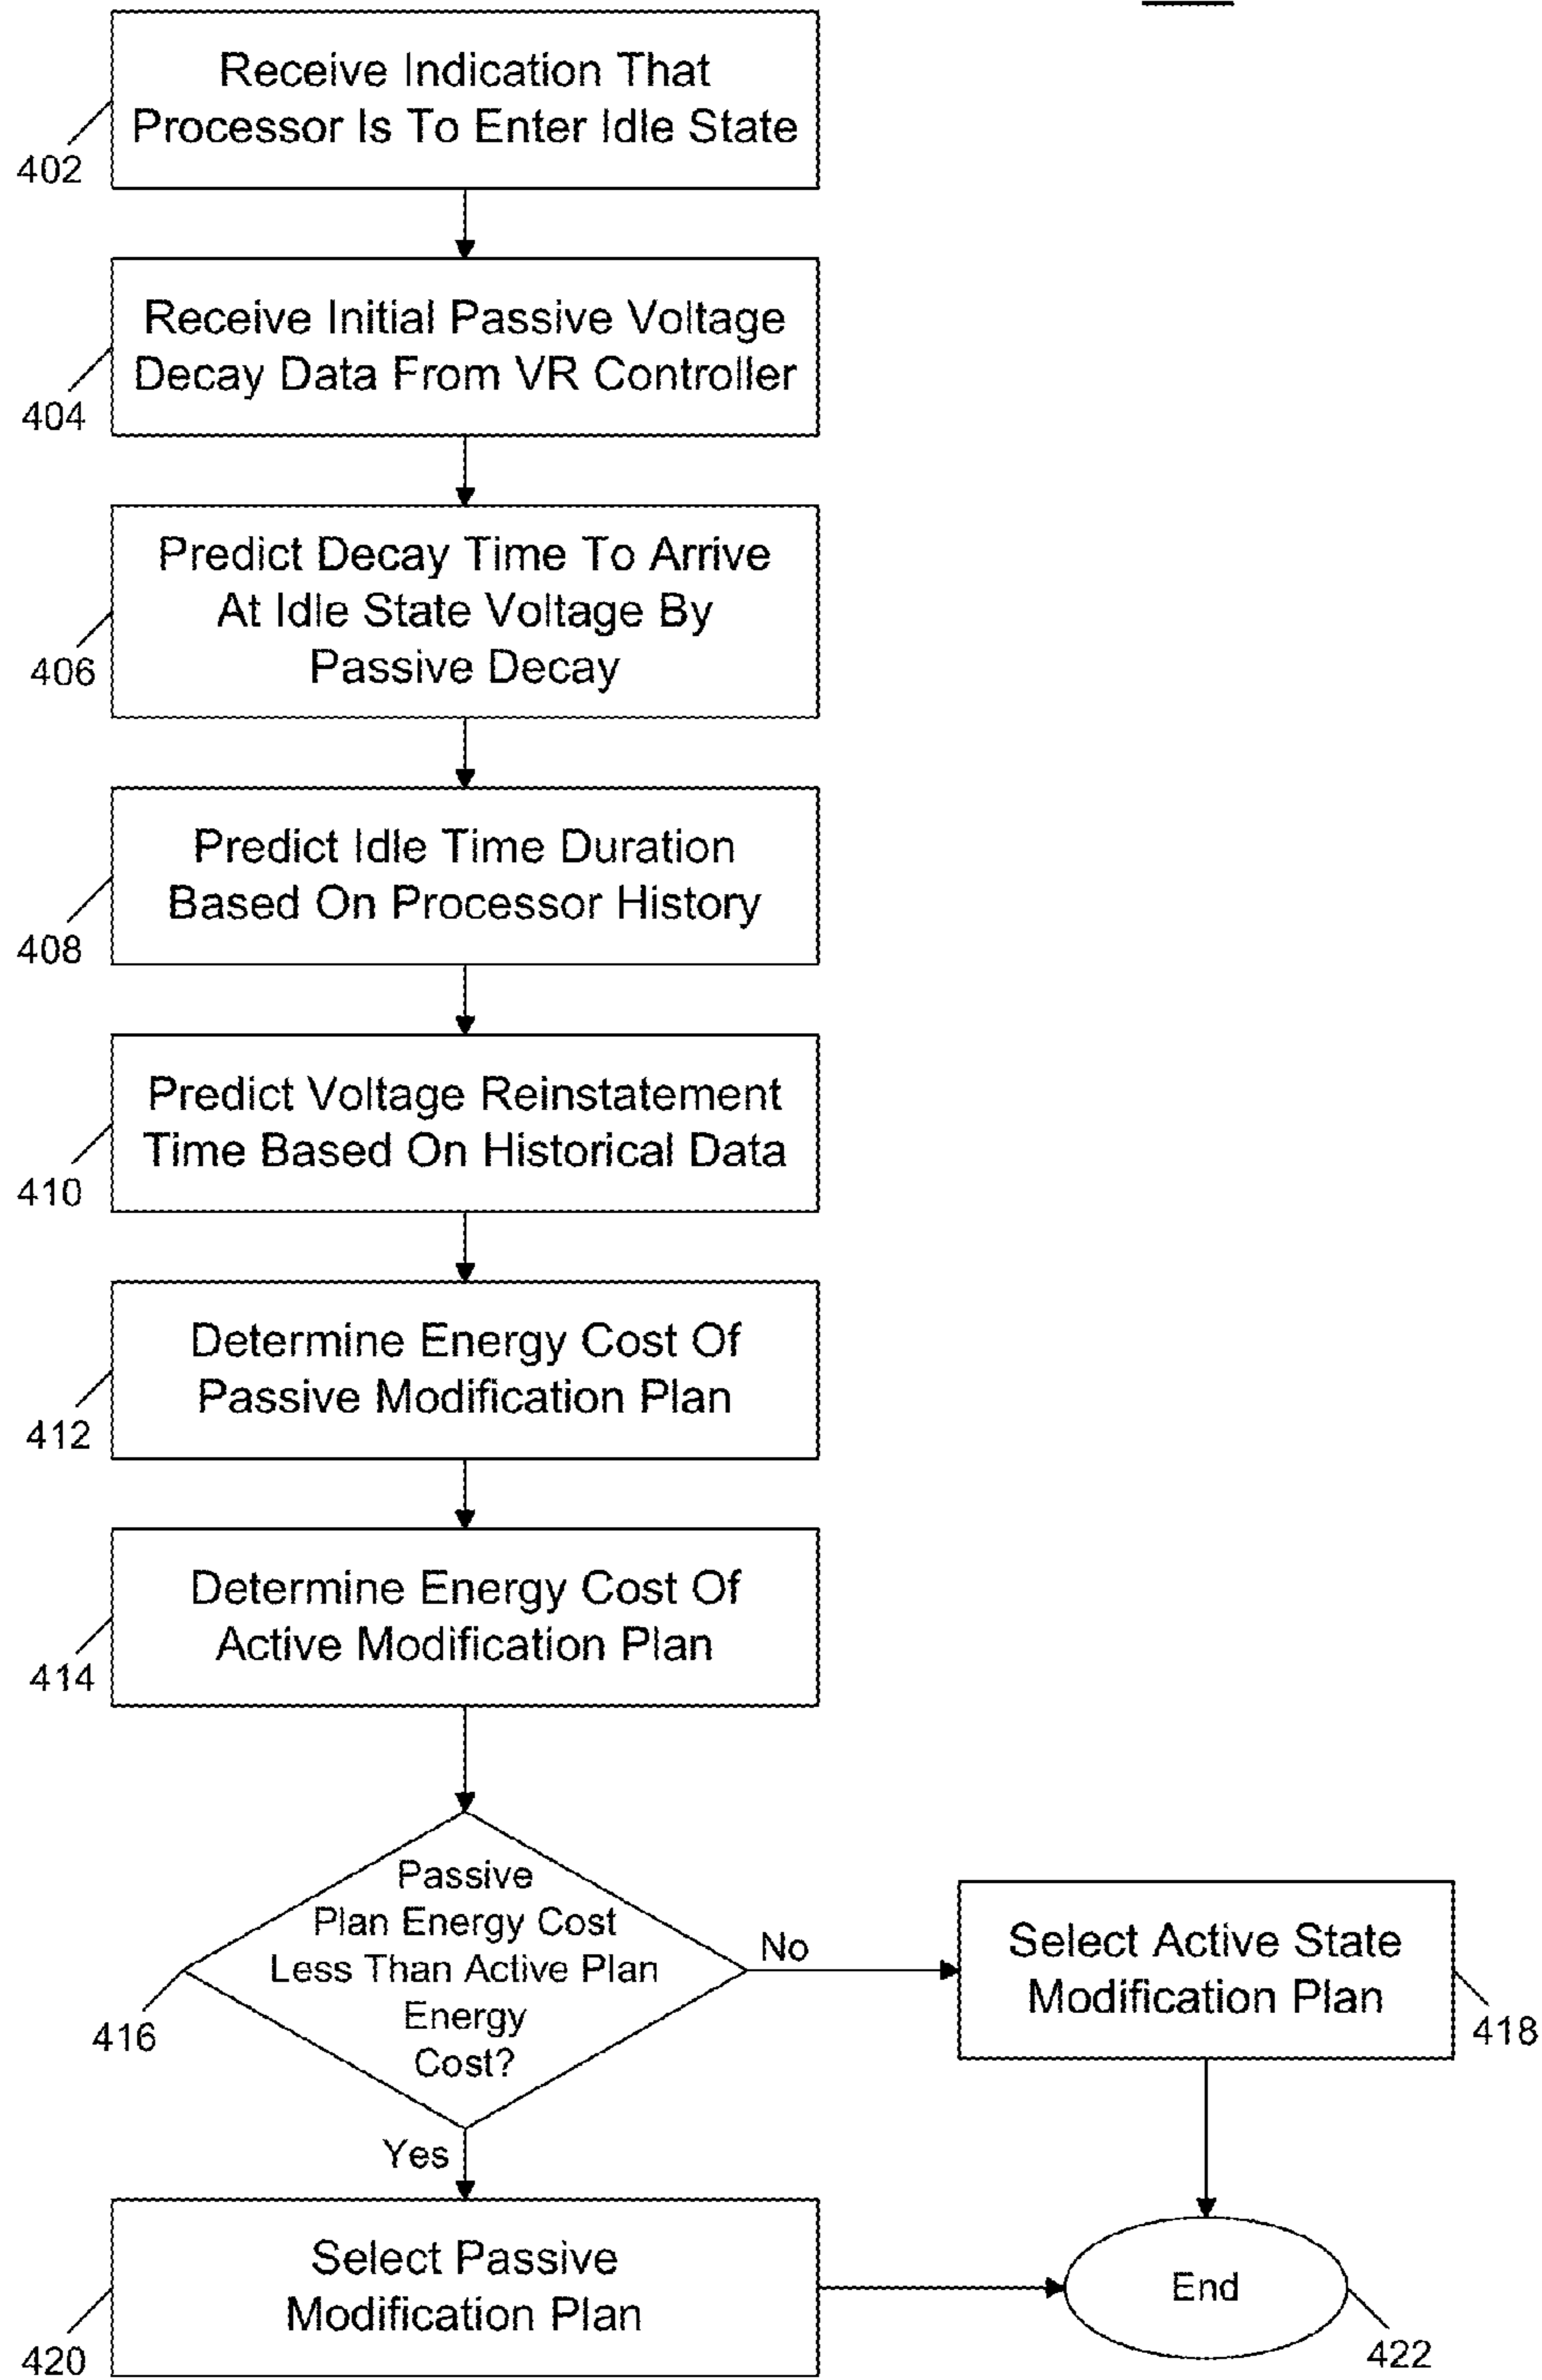 Receive Indication That
Processor Is To Enter Idle State
402
Receive Initial Passive Voltage
Decay Data From VR Controller
404
Predict Decay Time To Arrive
At Idle State Voltage By
Passive Decay
406
Predict Idle Time Duration
Based On Processor History
408
Predict Voltage Reinstatement
Time Based On Historical Data
410
Determine Energy Cost Of
Passive Modification Plan
412
Determine Energy Cost Of
Active Modification Plan
414
Passive
Plan Energy Cost
Less Than Active Plan
Energy
Cost?
416
No
Select Active State
Modification Plan
418
Yes
Select Passive
Modification Plan
420
End
422